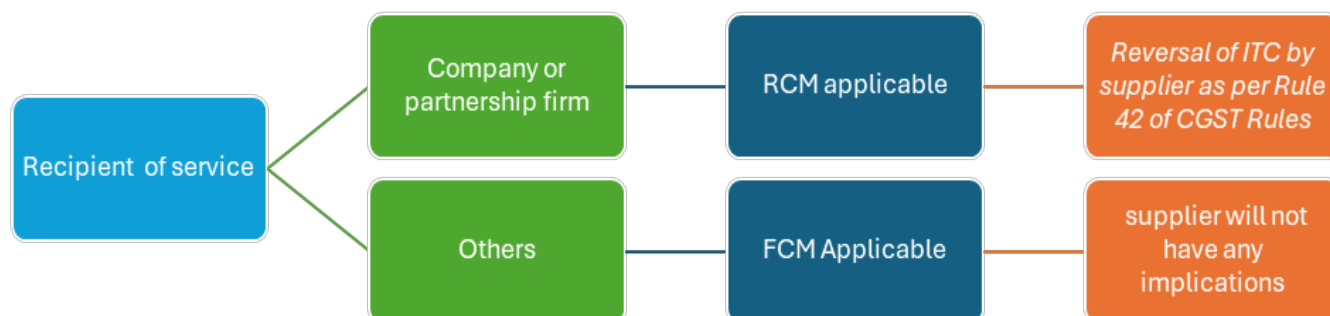 Recipient of service
Company or
partnership firm
RCM applicable
Reversal of ITC by
supplier as per Rule
42 of CGST Rules
Others
FCM Applicable
supplier will not
have any
implications